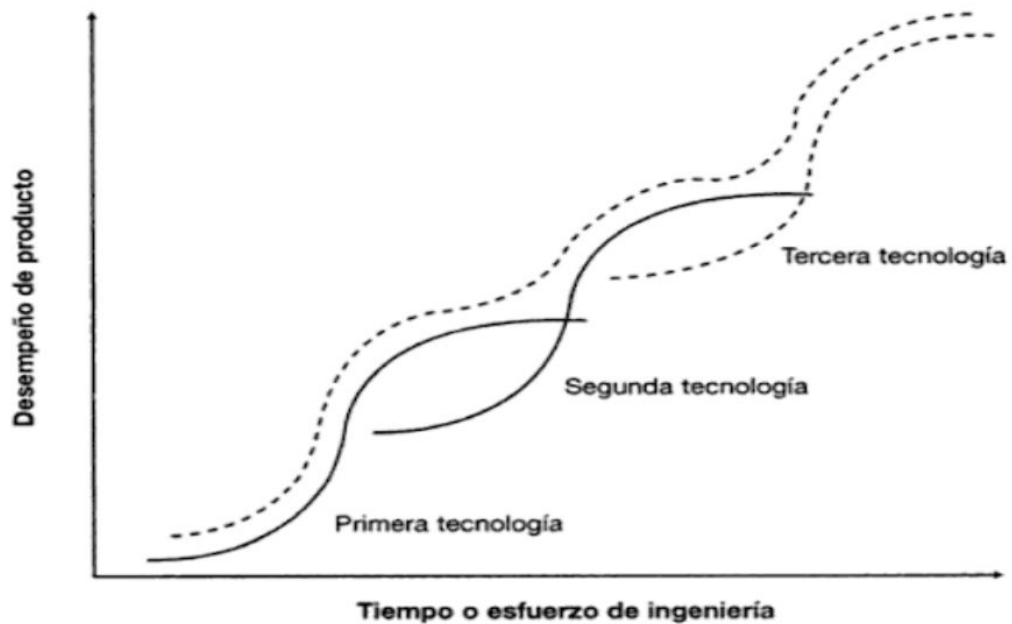 Desempeño de producto
Tercera tecnología
Segunda tecnología
Primera tecnología
Tiempo o esfuerzo de ingeniería